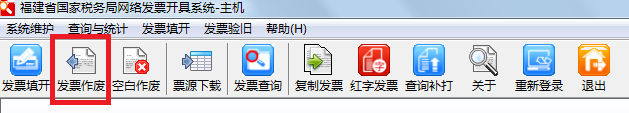 福建省国家税务局网络发票开具系统-主机
系统维护 查询与统计 发票填开 发票验旧 帮助(H)
发票填开 发票作废 空白作废 票源下载 发票查询 复制发票 红字发票 查询补打 关于 重新登录 退出